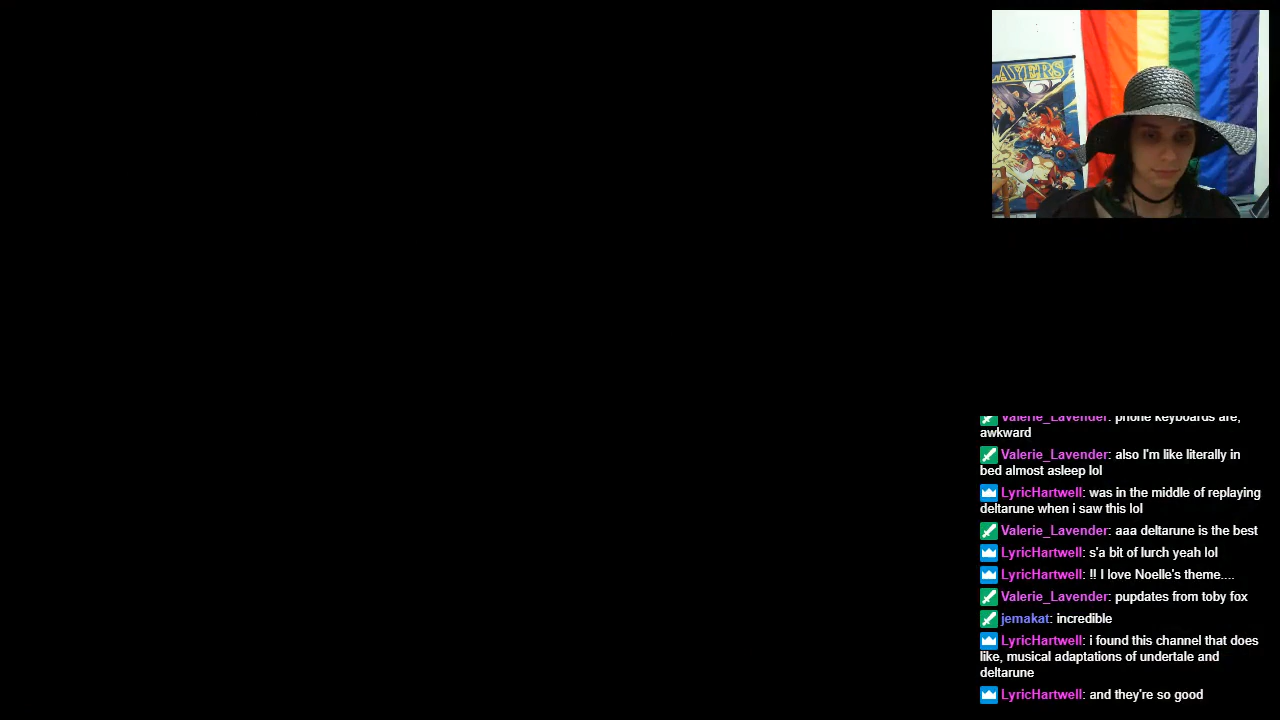 LAYERS
Valerie_Lavender: phone keyboards are,
awkward
Valerie_Lavender: also I'm like literally in
bed almost asleep lol
LyricHartwell: was in the middle of replaying
deltarune when i saw this lol
Valerie_Lavender: aaa deltarune is the best
LyricHartwell: s'a bit of lurch yeah lol
LyricHartwell: !! I love Noelle's theme....
Valerie_Lavender: pupdates from toby fox
jemakat: incredible
LyricHartwell: i found this channel that does
like, musical adaptations of undertale and
deltarune
LyricHartwell: and they're so good